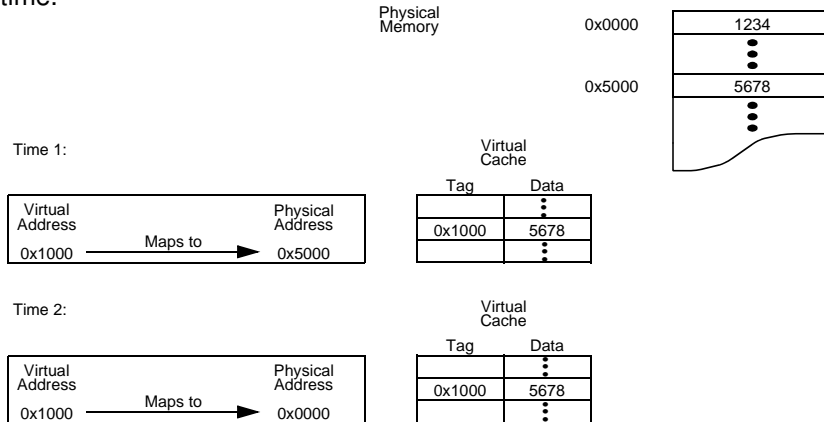 time.
Physical
Memory
0x0000 1234
0x5000 5678
Time 1:
Virtual
Cache
Tag Data
Virtual
Address
Physical
Address
0x1000 Maps to 0x5000
0x1000 5678
Time 2:
Virtual
Cache
Tag Data
Virtual
Address
Physical
Address
0x1000 Maps to 0x0000
0x1000 5678